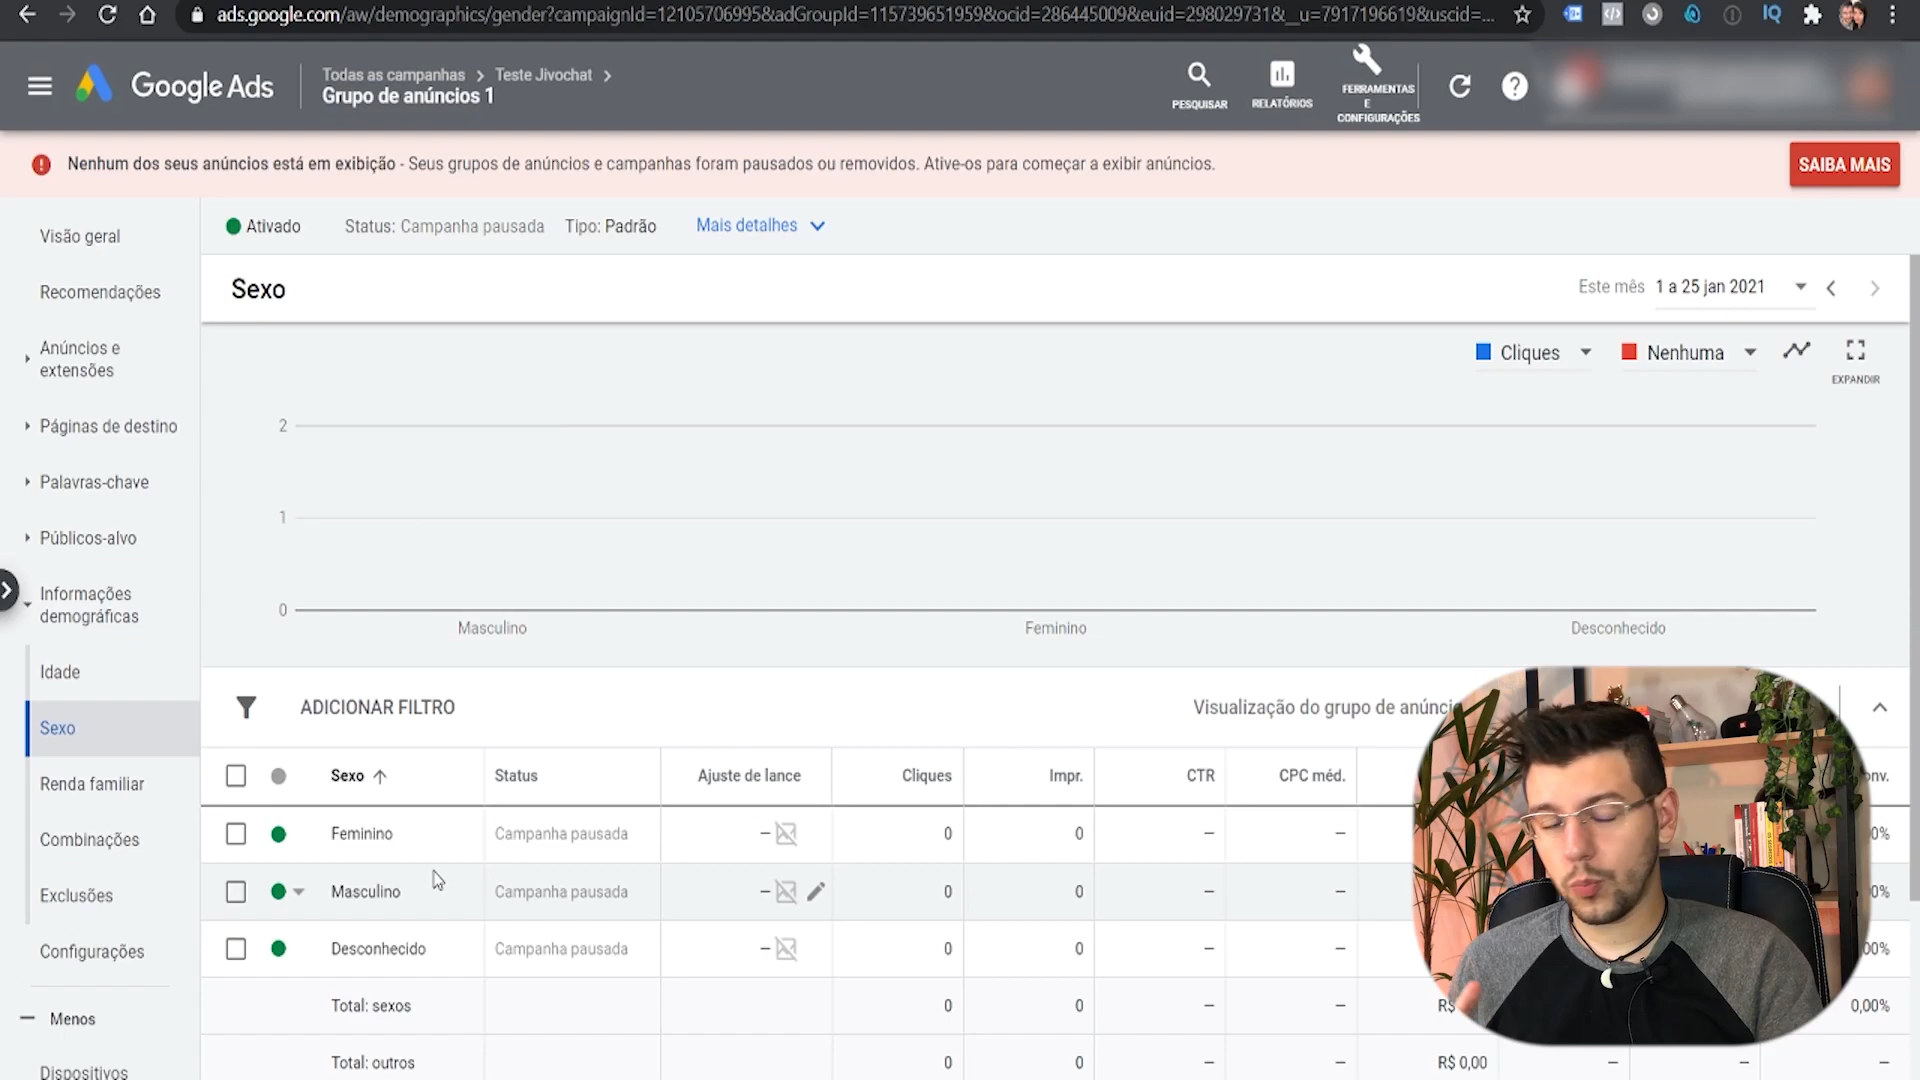 ads.google.com/aw/demographics/gender?campaignId=12105706995&adGroupId=115739651959&ocid=286445009&euid=298029731&__u=7917196619&uscid=...
Google Ads
Todas as campanhas > Teste Jivochat >
Grupo de anúncios 1
PESQUISAR
RELATÓRIOS
FERRAMENTAS
E
CONFIGURAÇÕES
Nenhum dos seus anúncios está em exibição - Seus grupos de anúncios e campanhas foram pausados ou removidos. Ative-os para começar a exibir anúncios.
SAIBA MAIS
Visão geral
Recomendações
Anúncios e
extensões
Páginas de destino
Palavras-chave
Públicos-alvo
Informações
demográficas
Idade
Sexo
Renda familiar
Combinações
Exclusões
Configurações
Menos
Dispositivos
Ativado Status: Campanha pausada Tipo: Padrão Mais detalhes
Sexo
Este mês 1 a 25 jan 2021
Cliques Nenhuma
EXPANDIR
2
1
0
Masculino Feminino Desconhecido
ADICIONAR FILTRO Visualização do grupo de
Sexo Status Ajuste de lance Cliques Impr. CTR CPC méd. nv.
Feminino Campanha pausada – 0 0 – – 0%
Masculino Campanha pausada – 0 0 – – 0%
Desconhecido Campanha pausada – 0 0 – – 00%
Total: sexos 0 0 – – R$ 0,00%
Total: outros 0 0 – – R$ 0,00 – – –